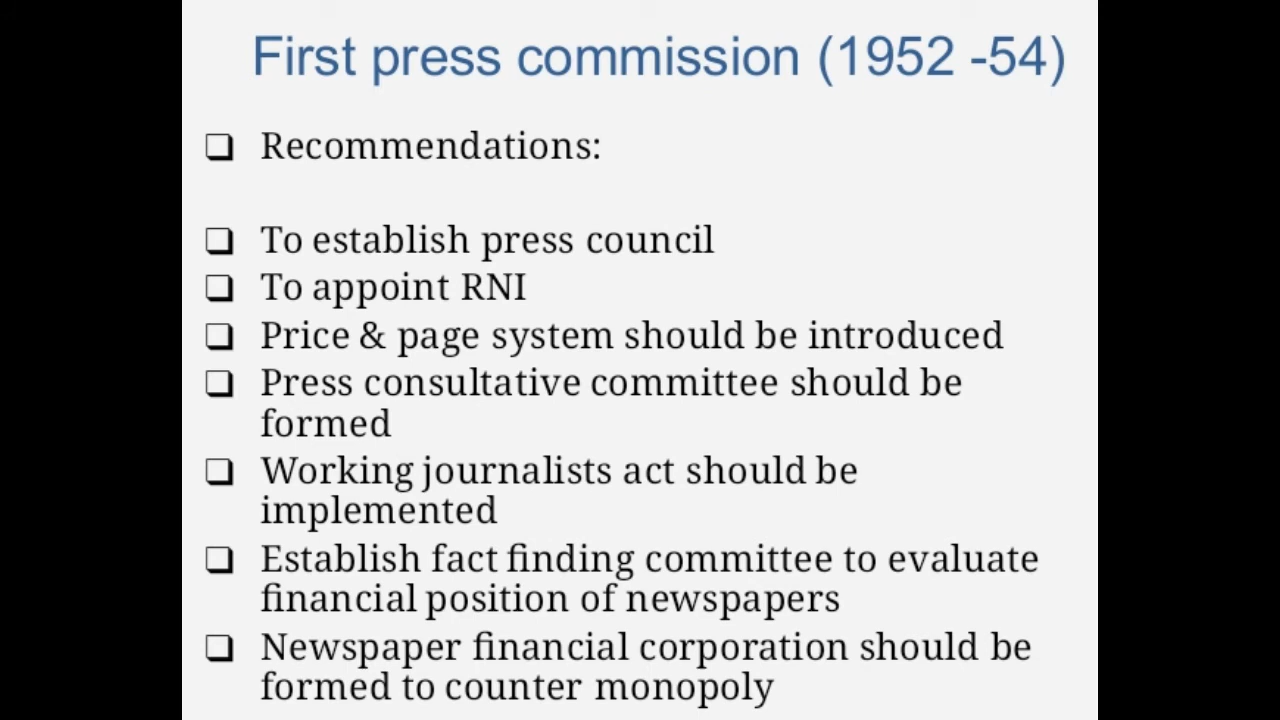 First press commission (1952 -54)
Recommendations:
To establish press council
To appoint RNI
Price & page system should be introduced
Press consultative committee should be
formed
Working journalists act should be
implemented
Establish fact finding committee to evaluate
financial position of newspapers
Newspaper financial corporation should be
formed to counter monopoly